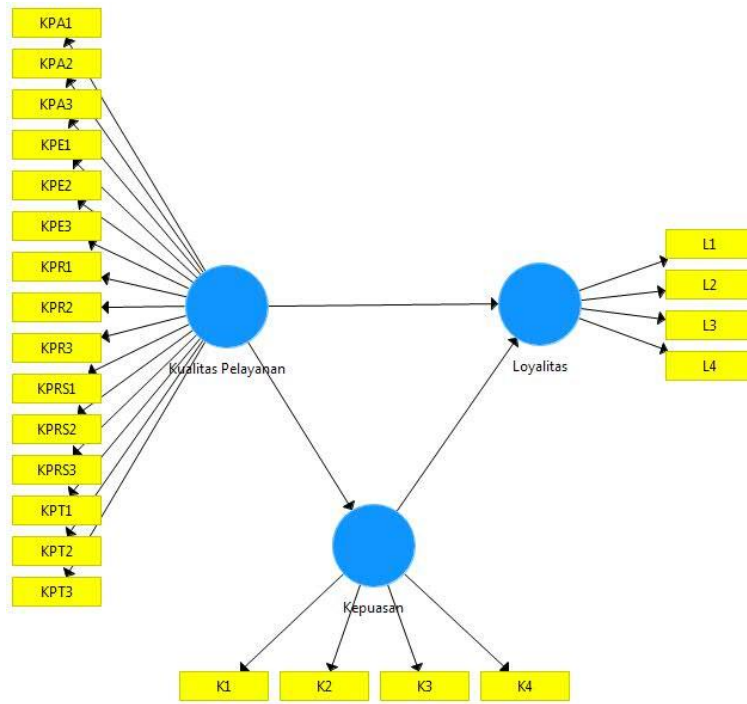 KPA1
KPA2
KPA3
KPE1
KPE2
KPE3
KPR1
KPR2
KPR3
KPRS1
KPRS2
KPRS3
KPT1
KPT2
KPT3
Kualitas Pelayanan
Loyalitas
L1
L2
L3
L4
Kepuasan
K1
K2
K3
K4